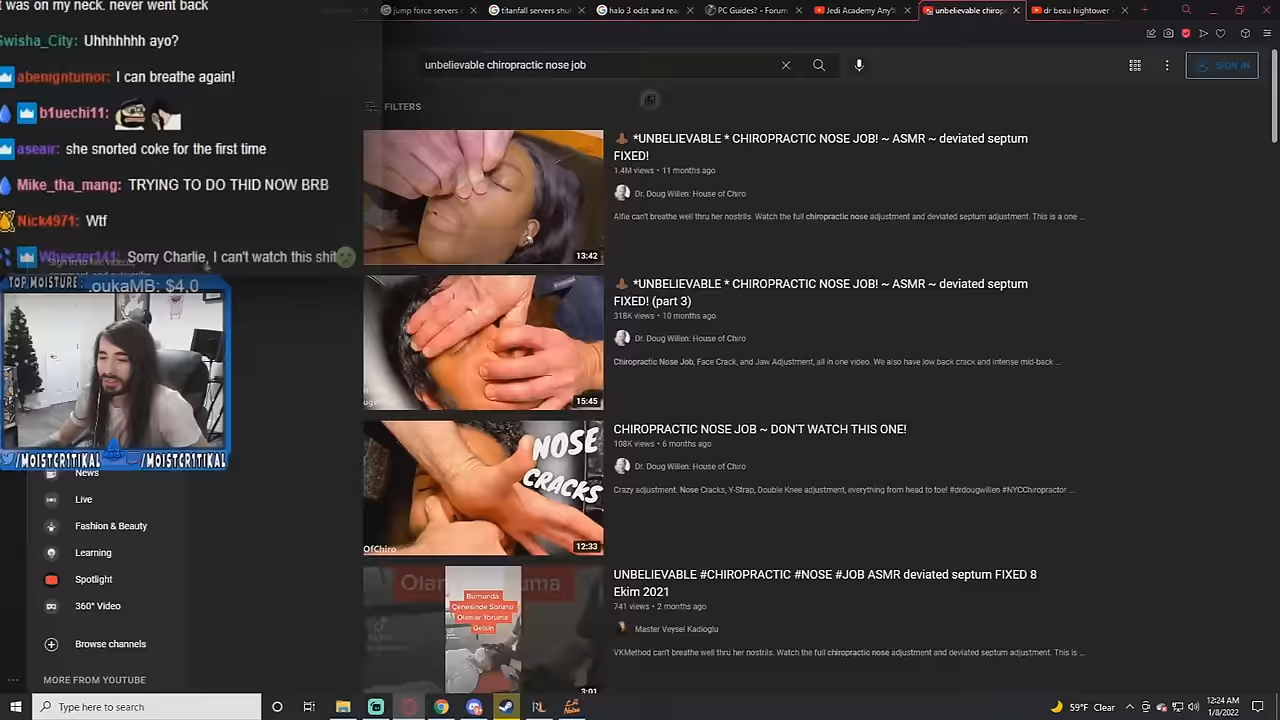 t was on my neck. never went back
Swisha_City: Uhhhhhh ayo?
abenigntumor: I can breathe again!
b1uechi11:
aseair: she snorted coke for the first time
Mike_tha_mang: TRYING TO DO THID NOW BRB
Nick4971: Wtf
Sorry Charlie, I can't watch this shit
TOP MOISTURE: .oukaMB: $4.0
/MOISTCR1TIKAL /MOISTCR1TIKAL
News
Live
Fashion & Beauty
Learning
Spotlight
360° Video
Browse channels
MORE FROM YOUTUBE
jump force servers
titanfall servers shu
halo 3 odst and rea
PC Guides? - Forum
Jedi Academy Any%
unbelievable chirop
dr beau hightower
unbelievable chiropractic nose job
SIGN IN
FILTERS
*UNBELIEVABLE * CHIROPRACTIC NOSE JOB! ~ ASMR ~ deviated septum
FIXED!
1.4M views • 11 months ago
Dr. Doug Willen: House of Chiro
Alfie can't breathe well thru her nostrils. Watch the full chiropractic nose adjustment and deviated septum adjustment. This is a one ...
13:42
*UNBELIEVABLE * CHIROPRACTIC NOSE JOB! ~ ASMR ~ deviated septum
FIXED! (part 3)
318K views • 10 months ago
Dr. Doug Willen: House of Chiro
Chiropractic Nose Job, Face Crack, and Jaw Adjustment, all in one video. We also have low back crack and intense mid-back ...
15:45
CHIROPRACTIC NOSE JOB ~ DON'T WATCH THIS ONE!
108K views • 6 months ago
Dr. Doug Willen: House of Chiro
Crazy adjustment. Nose Cracks, Y-Strap, Double Knee adjustment, everything from head to toe! #drdougwillen #NYCChiropractor ...
NOSE
CRACKS
OfChiro
12:33
UNBELIEVABLE #CHIROPRACTIC #NOSE #JOB ASMR deviated septum FIXED 8
Ekim 2021
741 views • 2 months ago
Master Veysel Kadioglu
VKMethod can't breathe well thru her nostrils. Watch the full chiropractic nose adjustment and deviated septum adjustment. This is ...
Burnunda
Çenesinde Sorunu
Olanlar Yoruma
Gelsin
3:01
Type here to search
59°F Clear
12:24 AM
1/8/2022